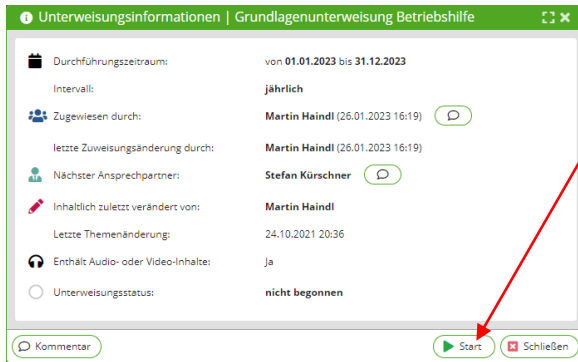 Unterweisungsinformationen | Grundlagenunterweisung Betriebshilfe
Durchführungszeitraum: von 01.01.2023 bis 31.12.2023
Intervall: jährlich
Zugewiesen durch: Martin Haindl (26.01.2023 16:19)
letzte Zuweisungsänderung durch: Martin Haindl (26.01.2023 16:19)
Nächster Ansprechpartner: Stefan Kürschner
Inhaltlich zuletzt verändert von: Martin Haindl
Letzte Themenänderung: 24.10.2021 20:36
Enthält Audio- oder Video-Inhalte: Ja
Unterweisungsstatus: nicht begonnen
Kommentar Start Schließen